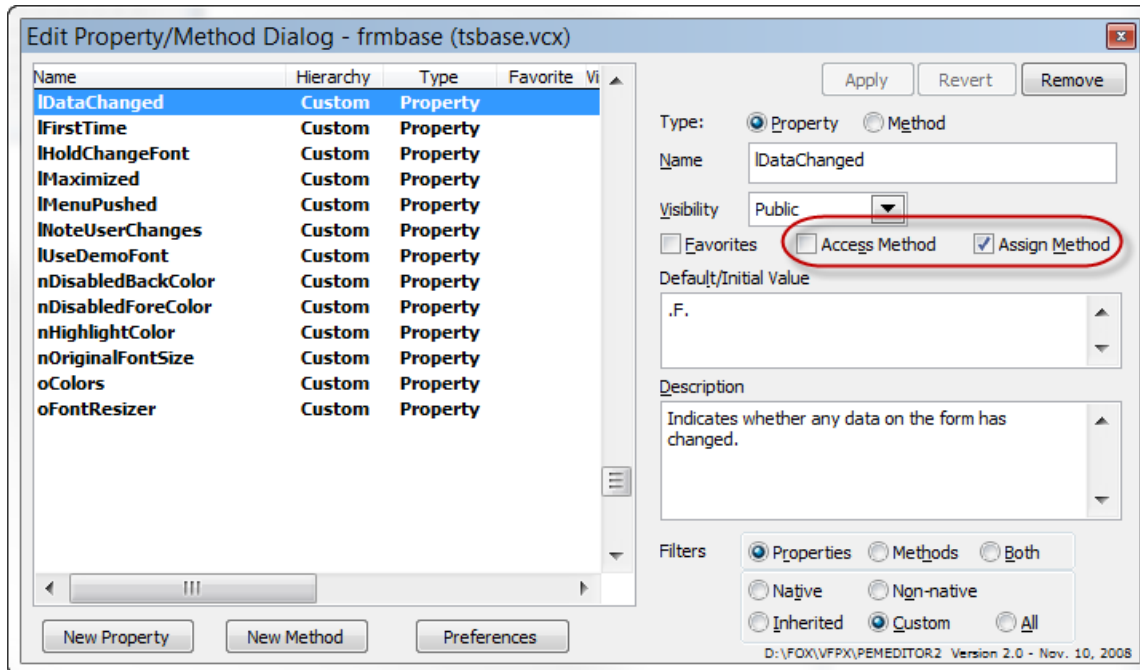 Edit Property/Method Dialog - frmbase (tsbase.vcx)
Name Hierarchy Type Favorite Vi
lDataChanged Custom Property
lFirstTime Custom Property
lHoldChangeFont Custom Property
lMaximized Custom Property
lMenuPushed Custom Property
lNoteUserChanges Custom Property
lUseDemoFont Custom Property
nDisabledBackColor Custom Property
nDisabledForeColor Custom Property
nHighlightColor Custom Property
nOriginalFontSize Custom Property
oColors Custom Property
oFontResizer Custom Property
New Property New Method Preferences
Apply Revert Remove
Type: Property Method
Name lDataChanged
Visibility Public
Favorites Access Method Assign Method
Default/Initial Value
.F.
Description
Indicates whether any data on the form has
changed.
Filters Properties Methods Both
Native Non-native
Inherited Custom All
D:\FOX\VFPX\PEMEDITOR2 Version 2.0 - Nov. 10, 2008